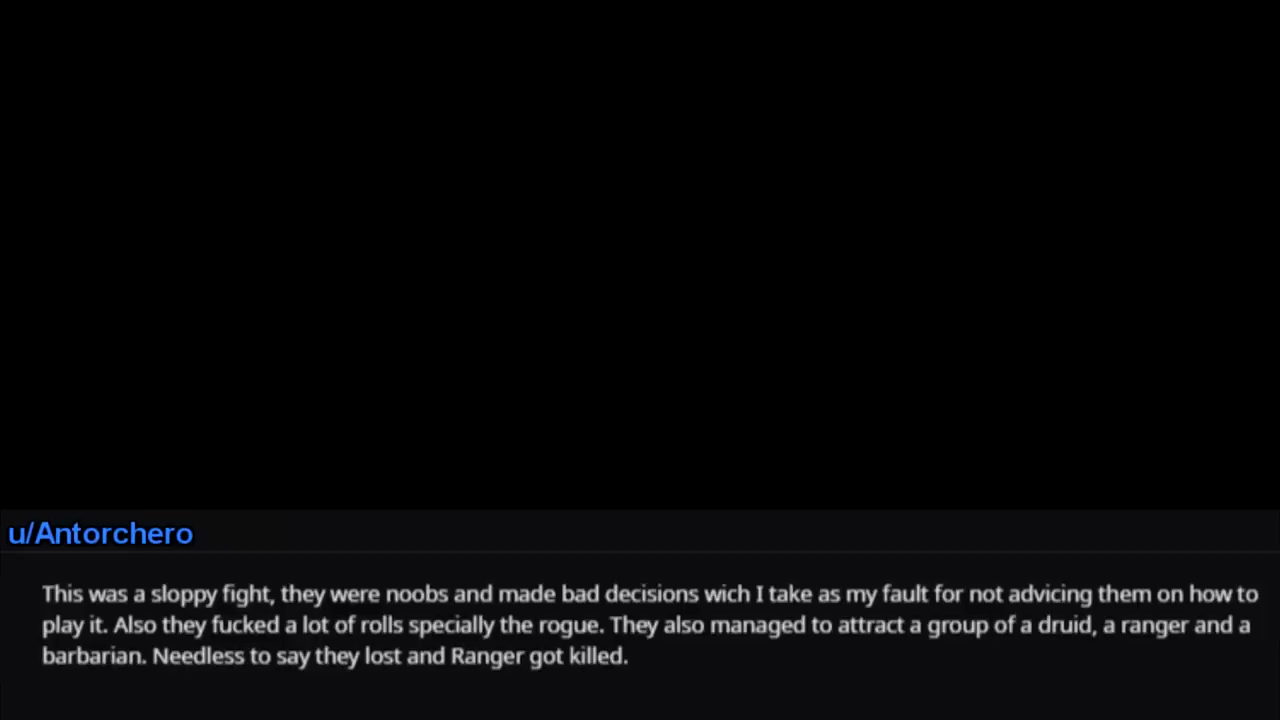 u/Antorchero
This was a sloppy fight, they were noobs and made bad decisions wich I take as my fault for not advicing them on how to
play it. Also they fucked a lot of rolls specially the rogue. They also managed to attract a group of a druid, a ranger and a
barbarian. Needless to say they lost and Ranger got killed.